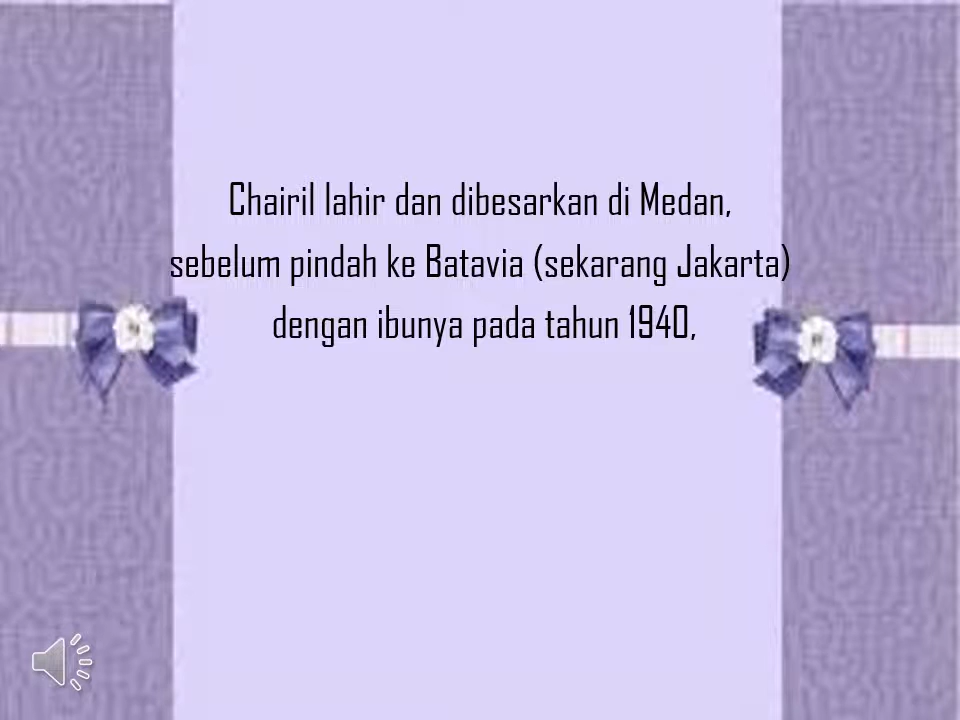 Chairil lahir dan dibesarkan di Medan,
sebelum pindah ke Batavia (sekarang Jakarta)
dengan ibunya pada tahun 1940,